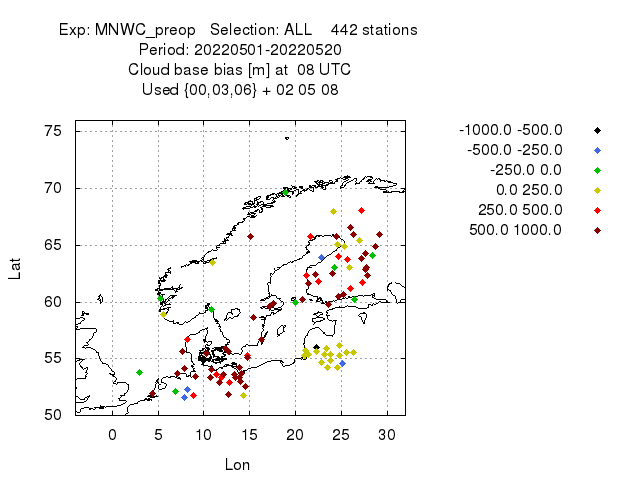 Exp: MNWC_preop Selection: ALL 442 stations
Period: 20220501-20220520
Cloud base bias [m] at 08 UTC
Used {00,03,06} + 02 05 08
-1000.0 -500.0
-500.0 -250.0
-250.0 0.0
0.0 250.0
250.0 500.0
500.0 1000.0
75
70
65
60
55
50
Lat
0 5 10 15 20 25 30
Lon